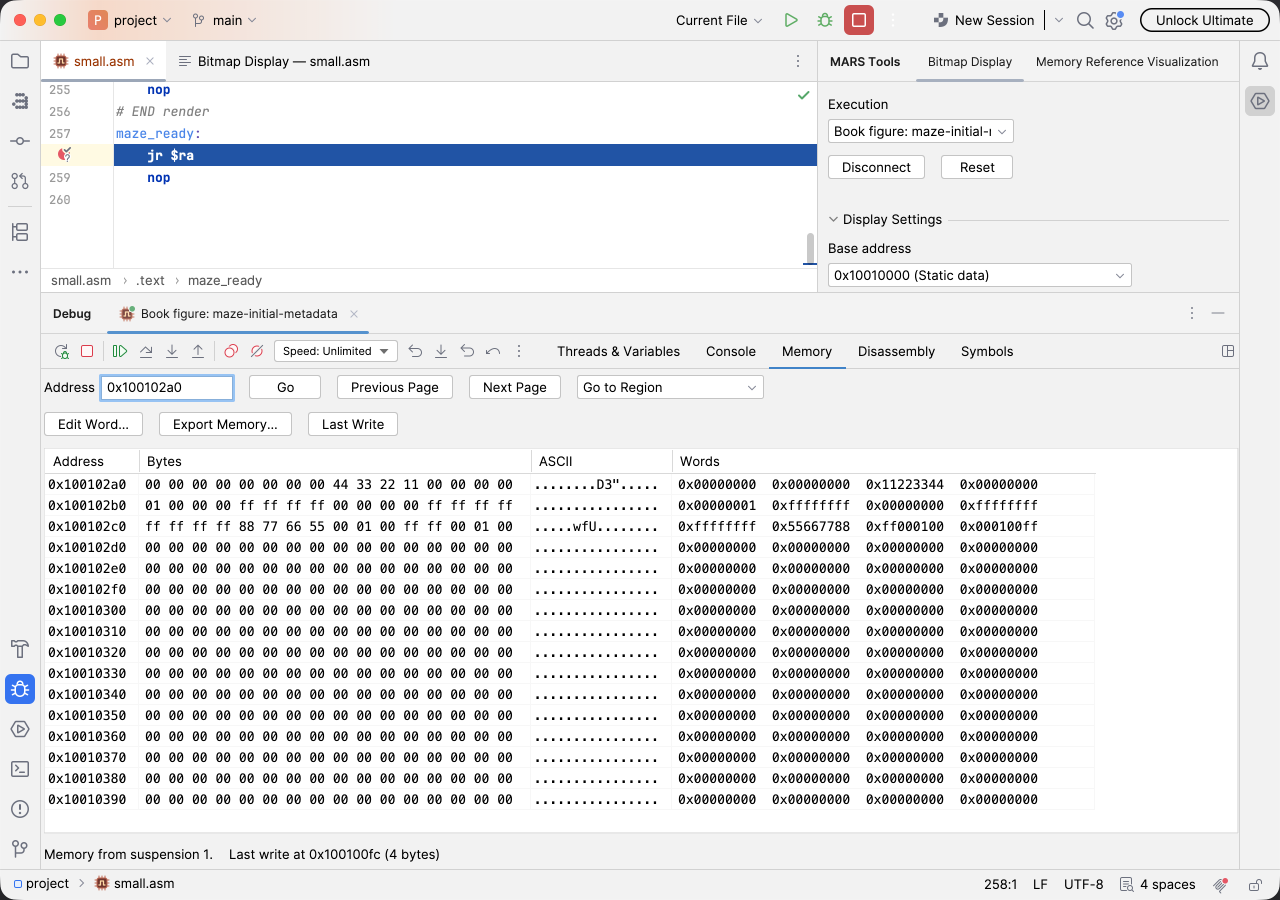 P project main Current File New Session Unlock Ultimate
small.asm Bitmap Display — small.asm MARS Tools Bitmap Display Memory Reference Visualization
255 nop
256 # END render
257 maze_ready:
jr $ra
259 nop
260
small.asm › .text › maze_ready
Execution
Book figure: maze-initial-
Disconnect Reset
Display Settings
Base address
0x10010000 (Static data)
Debug Book figure: maze-initial-metadata
Speed: Unlimited Threads & Variables Console Memory Disassembly Symbols
Address 0x100102a0 Go Previous Page Next Page Go to Region
Edit Word... Export Memory... Last Write
Address Bytes ASCII Words
0x100102a0 00 00 00 00 00 00 00 00 44 33 22 11 00 00 00 00 ........D3"..... 0x00000000 0x00000000 0x11223344 0x00000000
0x100102b0 01 00 00 00 ff ff ff ff 00 00 00 00 ff ff ff ff ................ 0x00000001 0xffffffff 0x00000000 0xffffffff
0x100102c0 ff ff ff ff 88 77 66 55 00 01 00 ff ff 00 01 00 .....wfU........ 0xffffffff 0x55667788 0xff000100 0x000100ff
0x100102d0 00 00 00 00 00 00 00 00 00 00 00 00 00 00 00 00 ................ 0x00000000 0x00000000 0x00000000 0x00000000
0x100102e0 00 00 00 00 00 00 00 00 00 00 00 00 00 00 00 00 ................ 0x00000000 0x00000000 0x00000000 0x00000000
0x100102f0 00 00 00 00 00 00 00 00 00 00 00 00 00 00 00 00 ................ 0x00000000 0x00000000 0x00000000 0x00000000
0x10010300 00 00 00 00 00 00 00 00 00 00 00 00 00 00 00 00 ................ 0x00000000 0x00000000 0x00000000 0x00000000
0x10010310 00 00 00 00 00 00 00 00 00 00 00 00 00 00 00 00 ................ 0x00000000 0x00000000 0x00000000 0x00000000
0x10010320 00 00 00 00 00 00 00 00 00 00 00 00 00 00 00 00 ................ 0x00000000 0x00000000 0x00000000 0x00000000
0x10010330 00 00 00 00 00 00 00 00 00 00 00 00 00 00 00 00 ................ 0x00000000 0x00000000 0x00000000 0x00000000
0x10010340 00 00 00 00 00 00 00 00 00 00 00 00 00 00 00 00 ................ 0x00000000 0x00000000 0x00000000 0x00000000
0x10010350 00 00 00 00 00 00 00 00 00 00 00 00 00 00 00 00 ................ 0x00000000 0x00000000 0x00000000 0x00000000
0x10010360 00 00 00 00 00 00 00 00 00 00 00 00 00 00 00 00 ................ 0x00000000 0x00000000 0x00000000 0x00000000
0x10010370 00 00 00 00 00 00 00 00 00 00 00 00 00 00 00 00 ................ 0x00000000 0x00000000 0x00000000 0x00000000
0x10010380 00 00 00 00 00 00 00 00 00 00 00 00 00 00 00 00 ................ 0x00000000 0x00000000 0x00000000 0x00000000
0x10010390 00 00 00 00 00 00 00 00 00 00 00 00 00 00 00 00 ................ 0x00000000 0x00000000 0x00000000 0x00000000
Memory from suspension 1. Last write at 0x100100fc (4 bytes)
project › small.asm 258:1 LF UTF-8 4 spaces